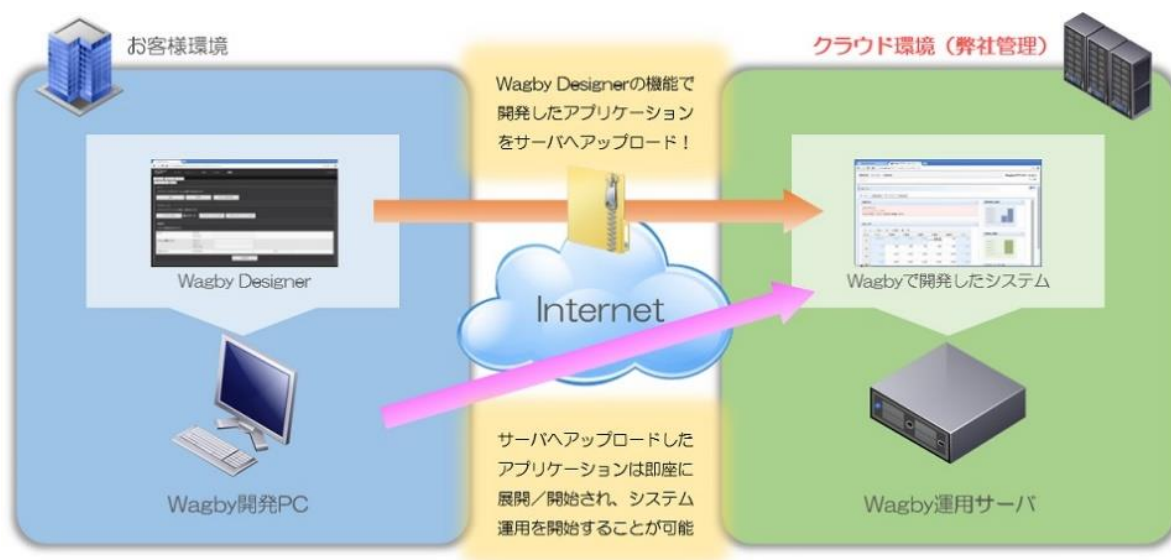 お客様環境
クラウド環境（弊社管理）
Wagby Designerの機能で
開発したアプリケーション
をサーバへアップロード！
Wagby Designer
Wagbyで開発したシステム
Internet
サーバへアップロードした
アプリケーションは即座に
展開／開始され、システム
運用を開始することが可能
Wagby開発PC
Wagby運用サーバ